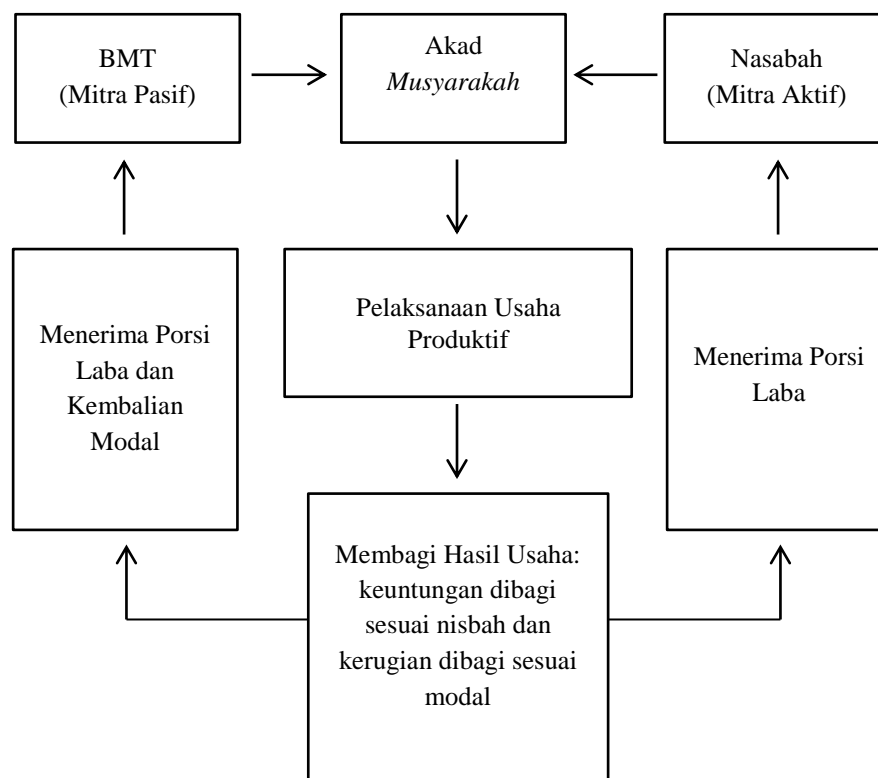 BMT
(Mitra Pasif)
Akad
Musyarakah
Nasabah
(Mitra Aktif)
Menerima Porsi
Laba dan
Kembalian
Modal
Pelaksanaan Usaha
Produktif
Menerima Porsi
Laba
Membagi Hasil Usaha:
keuntungan dibagi
sesuai nisbah dan
kerugian dibagi sesuai
modal